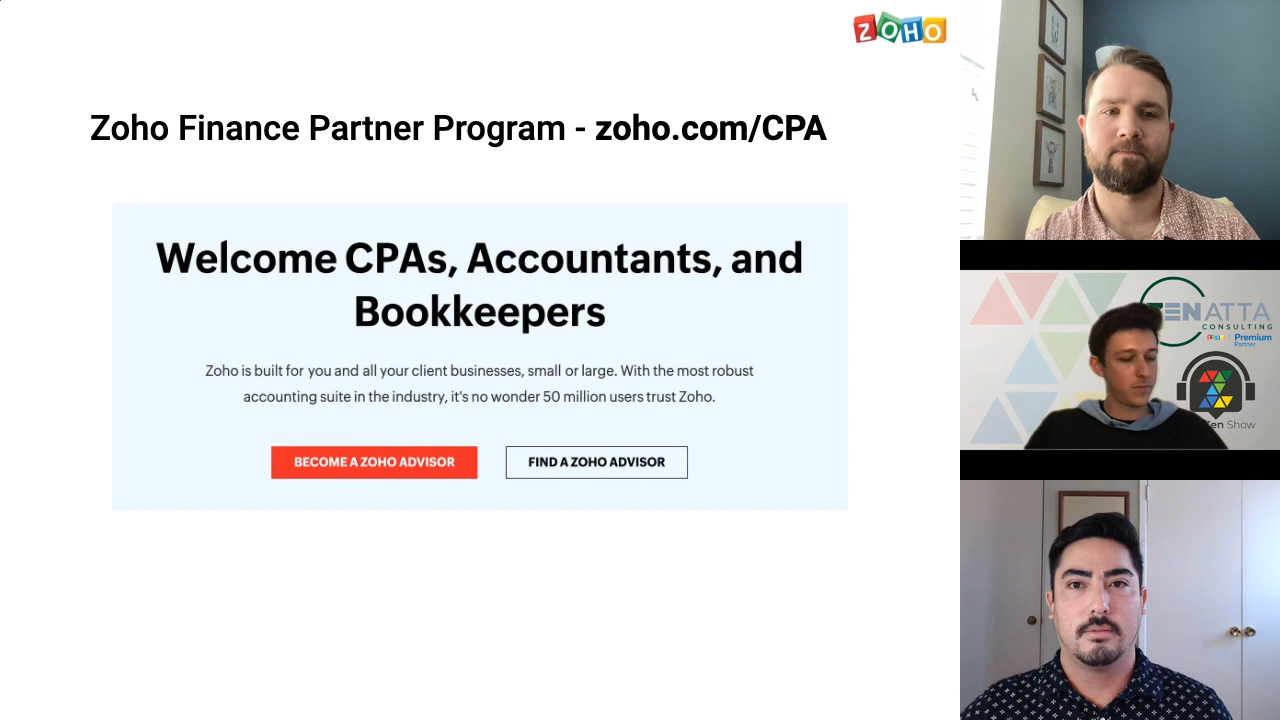 ZOHO
Zoho Finance Partner Program - zoho.com/CPA
Welcome CPAs, Accountants, and
Bookkeepers
Zoho is built for you and all your client businesses, small or large. With the most robust
accounting suite in the industry, it's no wonder 50 million users trust Zoho.
BECOME A ZOHO ADVISOR
FIND A ZOHO ADVISOR
ZENATTA
CONSULTING
Premium
Partner
Zen Show